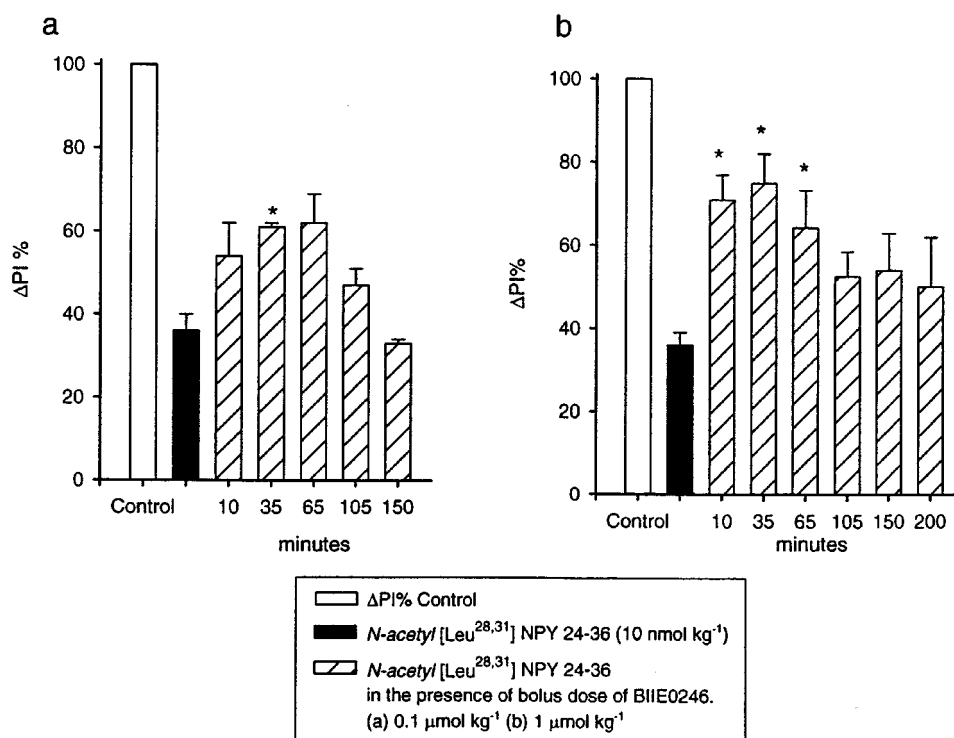 a
100
80
60
40
20
0
ΔPI %
*
Control 10 35 65 105 150
minutes
b
100
80
60
40
20
0
ΔPI%
* * *
Control 10 35 65 105 150 200
minutes
ΔPI% Control
N-acetyl [Leu28,31] NPY 24-36 (10 nmol kg-1)
N-acetyl [Leu28,31] NPY 24-36
in the presence of bolus dose of BIIE0246.
(a) 0.1 μmol kg-1 (b) 1 μmol kg-1